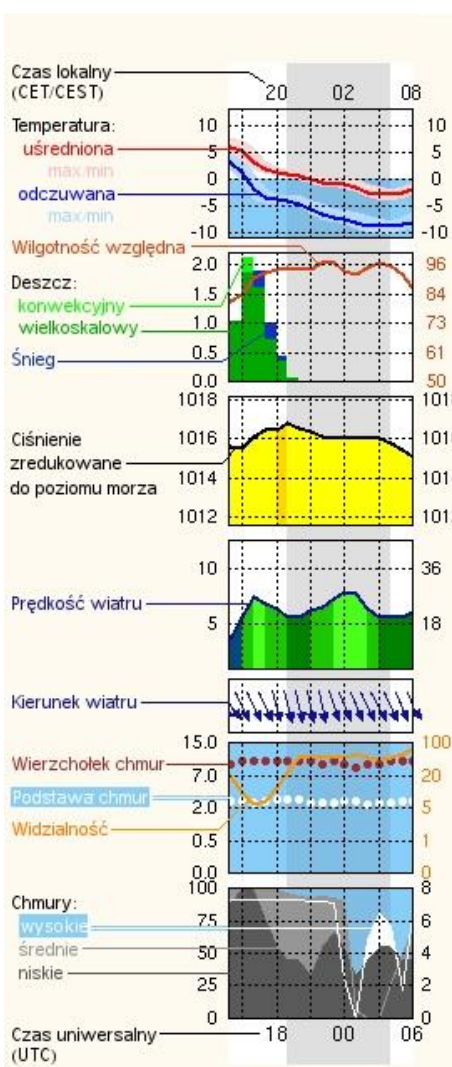 Czas lokalny
(CET/CEST)
20 02 08
Temperatura:
uśredniona
max/min
odczuwana
max/min
10 10
5 5
0 0
-5 -5
-10 -10
Wilgotność względna
Deszcz:
konwekcyjny
wielkoskalowy
Śnieg
2.0 96
1.5 84
1.0 73
0.5 61
0.0 50
Ciśnienie
zredukowane
do poziomu morza
1018 101
1016 101
1014 101
1012 101
Prędkość wiatru
10 36
5 18
Kierunek wiatru
Wierzchołek chmur
Podstawa chmur
Widzialność
15.0 100
7.0 20
2.0 5
0.5 1
0.0 0
Chmury:
wysokie
średnie
niskie
100 8
75 6
50 4
25 2
0 0
Czas uniwersalny
(UTC)
18 00 06